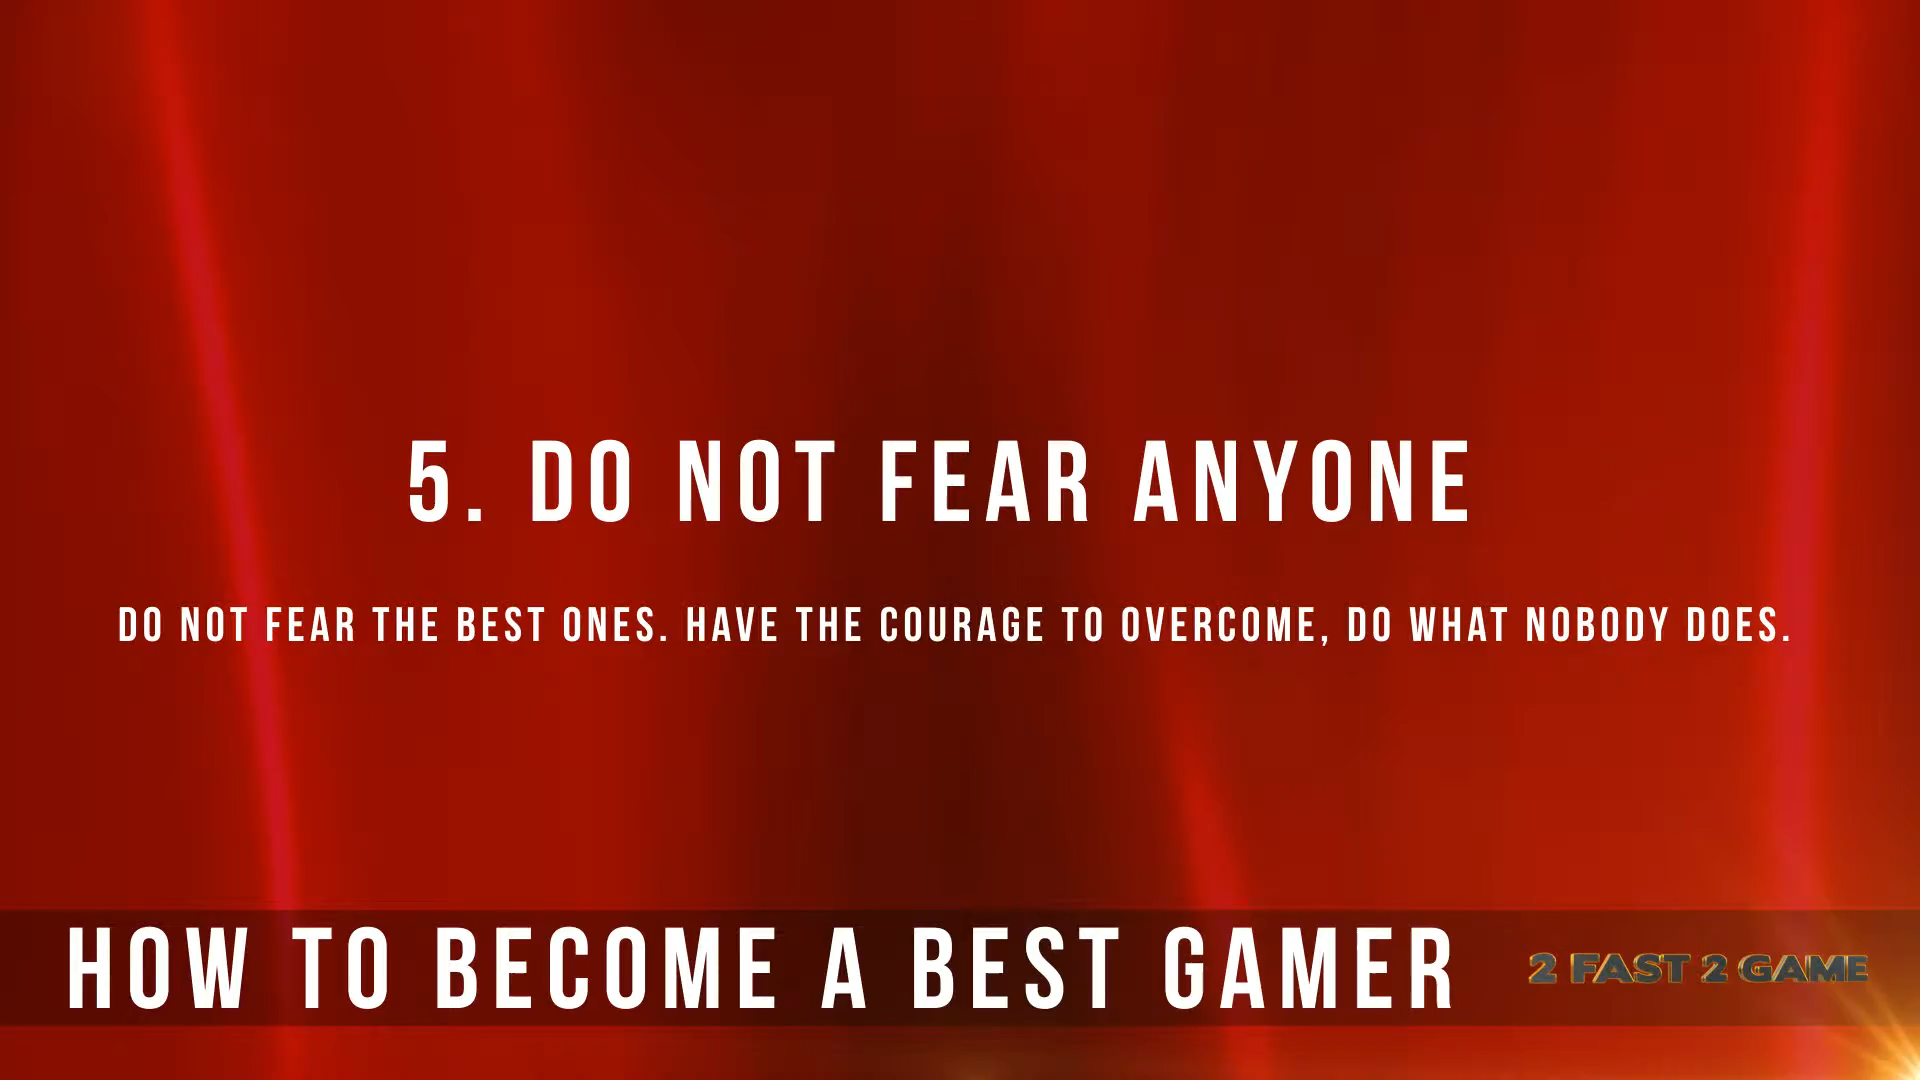 5. DO NOT FEAR ANYONE
DO NOT FEAR THE BEST ONES. HAVE THE COURAGE TO OVERCOME, DO WHAT NOBODY DOES.
HOW TO BECOME A BEST GAMER
2 FAST 2 GAME